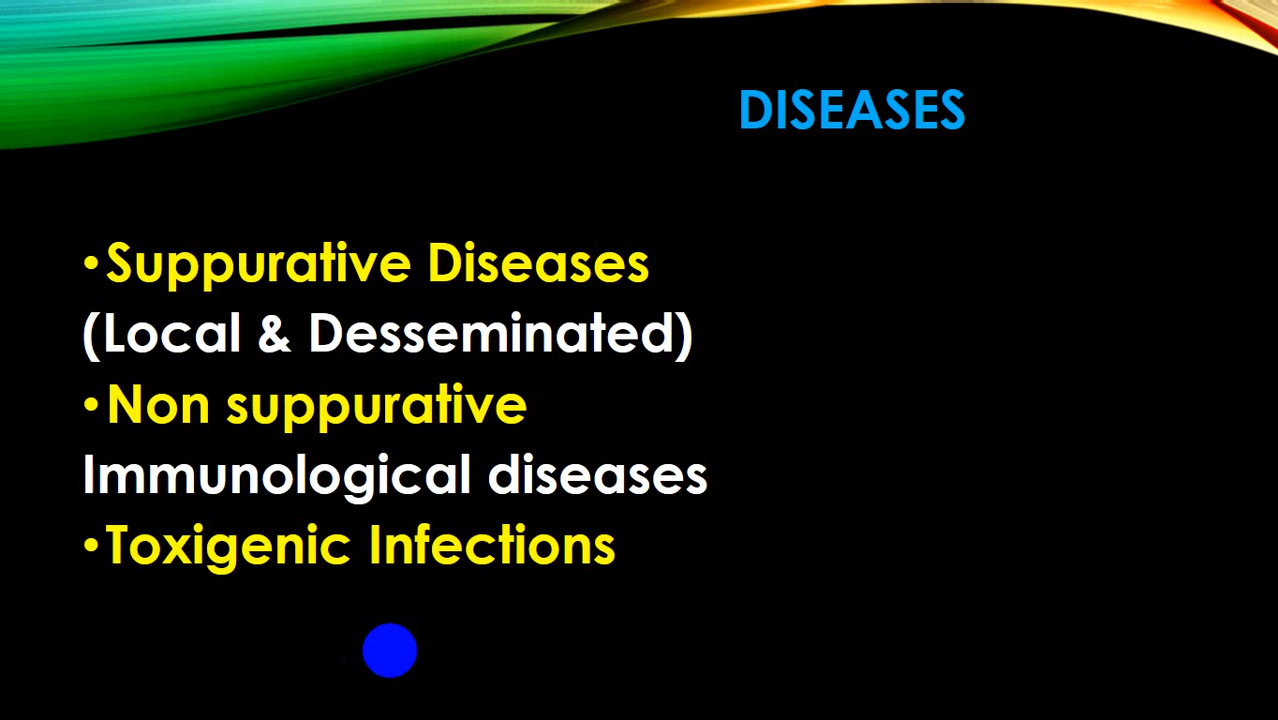 DISEASES
•Suppurative Diseases
(Local & Desseminated)
•Non suppurative
Immunological diseases
•Toxigenic Infections